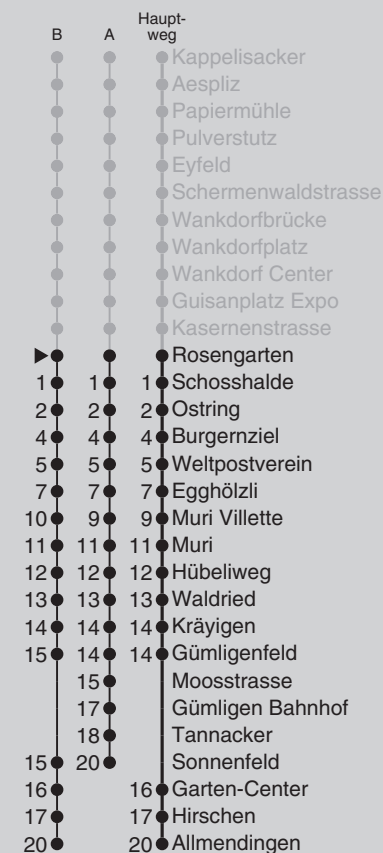 Haupt-
B A weg
Kappelisacker
Aespliz
Papiermühle
Pulverstutz
Eyfeld
Schermenwaldstrasse
Wankdorfbrücke
Wankdorfplatz
Wankdorf Center
Guisanplatz Expo
Kasernenstrasse
Rosengarten
1 1 1 Schosshalde
2 2 2 Ostring
4 4 4 Burgernziel
5 5 5 Weltpostverein
7 7 7 Egghölzli
10 9 9 Muri Villette
11 11 11 Muri
12 12 12 Hübeliweg
13 13 13 Waldried
14 14 14 Kräyigen
15 14 14 Gümligenfeld
15 Moosstrasse
17 Gümligen Bahnhof
18 Tannacker
15 20 Sonnenfeld
16 16 Garten-Center
17 17 Hirschen
20 20 Allmendingen